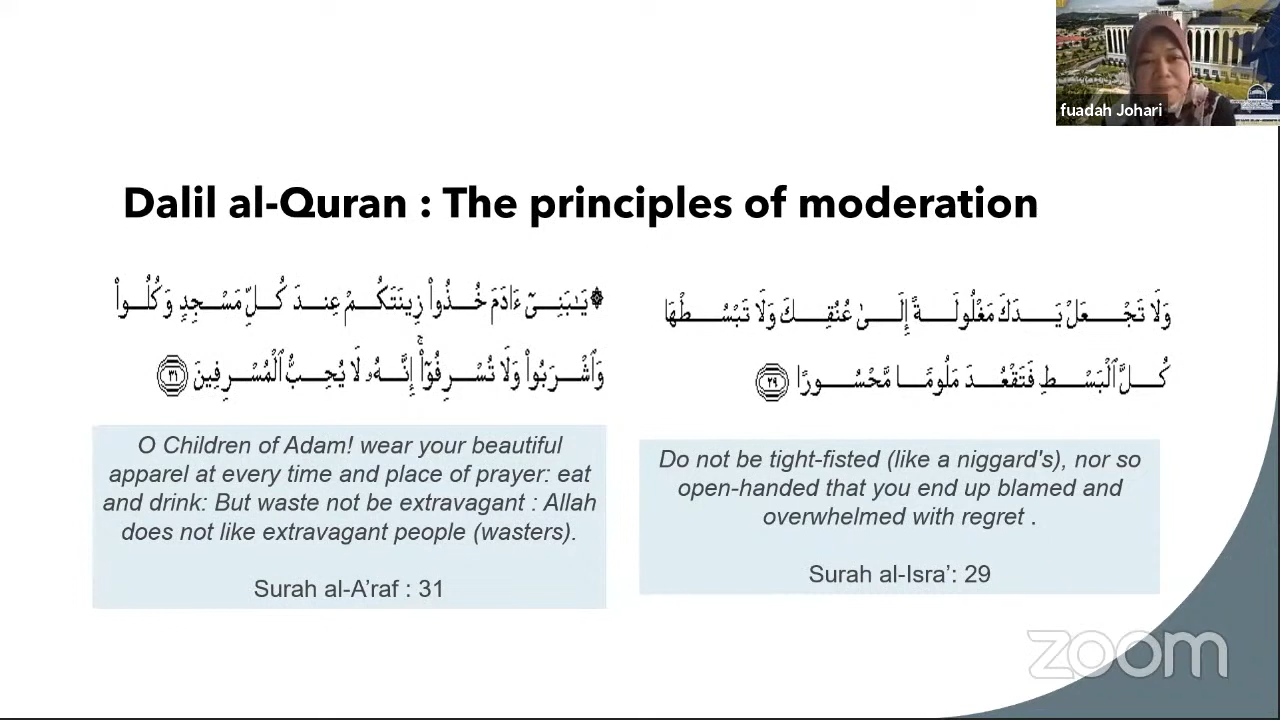 fuadah Johari
Dalil al-Quran : The principles of moderation
۞ يَـٰبَنِىٓ ءَادَمَ خُذُوا۟ زِينَتَكُمْ عِندَ كُلِّ مَسْجِدٍ وَكُلُوا۟
وَٱشْرَبُوا۟ وَلَا تُسْرِفُوٓا۟ ۚ إِنَّهُۥ لَا يُحِبُّ ٱلْمُسْرِفِينَ ٣١
O Children of Adam! wear your beautiful
apparel at every time and place of prayer: eat
and drink: But waste not be extravagant : Allah
does not like extravagant people (wasters).
Surah al-A’raf : 31
وَلَا تَجْعَلْ يَدَكَ مَغْلُولَةً إِلَىٰ عُنُقِكَ وَلَا تَبْسُطْهَا
كُلَّ ٱلْبَسْطِ فَتَقْعُدَ مَلُومًا مَّحْسُورًا ٢٩
Do not be tight-fisted (like a niggard's), nor so
open-handed that you end up blamed and
overwhelmed with regret .
Surah al-Isra’: 29
zoom